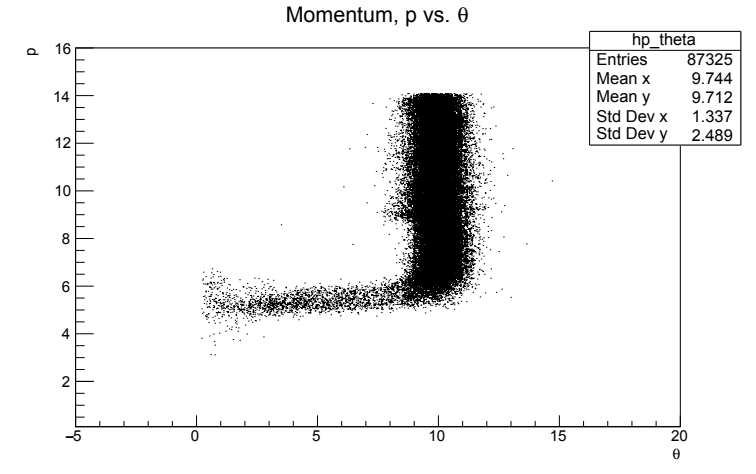 Momentum, p vs. θ
hp_theta
Entries 87325
Mean x 9.744
Mean y 9.712
Std Dev x 1.337
Std Dev y 2.489
p
16
14
12
10
8
6
4
2
−5 0 5 10 15 20
θ